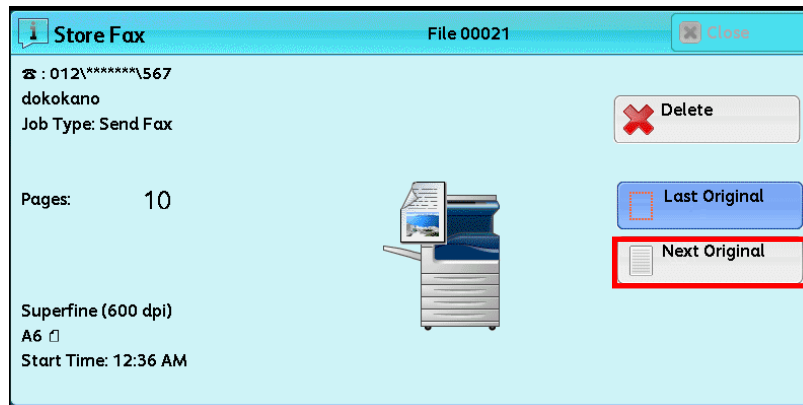 Store Fax
File 00021
Close
☎ : 012\*******\567
dokokano
Job Type: Send Fax
Delete
Pages: 10
Last Original
Next Original
Superfine (600 dpi)
A6
Start Time: 12:36 AM